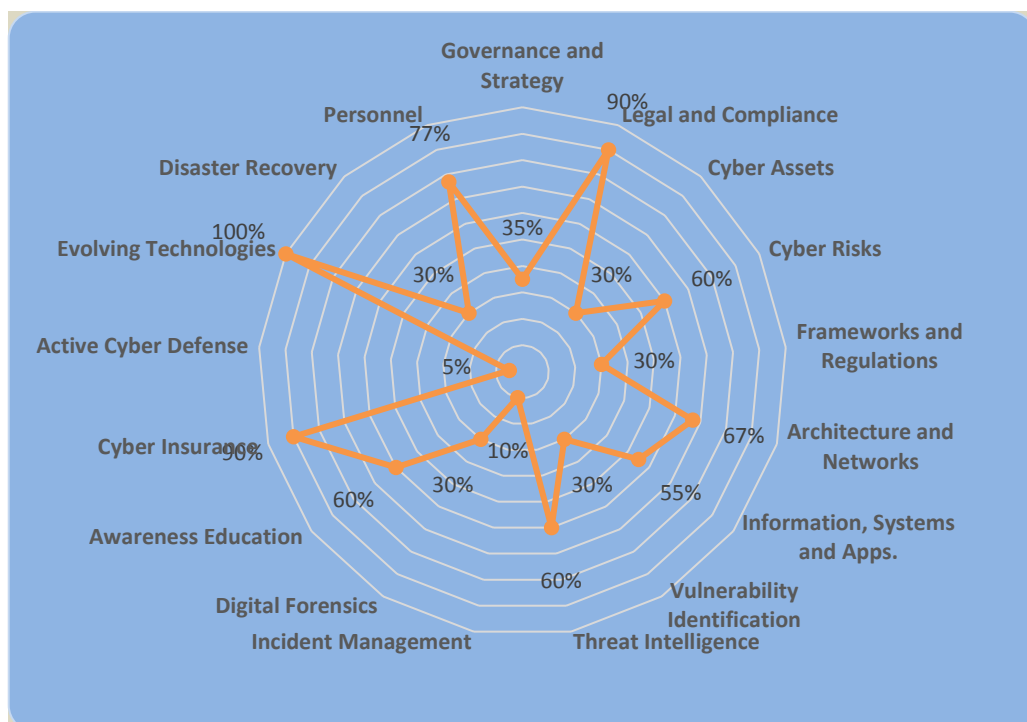 Governance and
Strategy
90%
Legal and Compliance
Personnel
77%
Cyber Assets
Disaster Recovery
35%
100%
Evolving Technologies
30%
30%
60%
Cyber Risks
Frameworks and
Regulations
Active Cyber Defense
5%
30%
67%
Architecture and
Networks
Cyber Insurance
90%
10%
60%
30%
30%
55%
Information, Systems
and Apps.
Awareness Education
60%
Vulnerability
Identification
Digital Forensics
Incident Management
Threat Intelligence